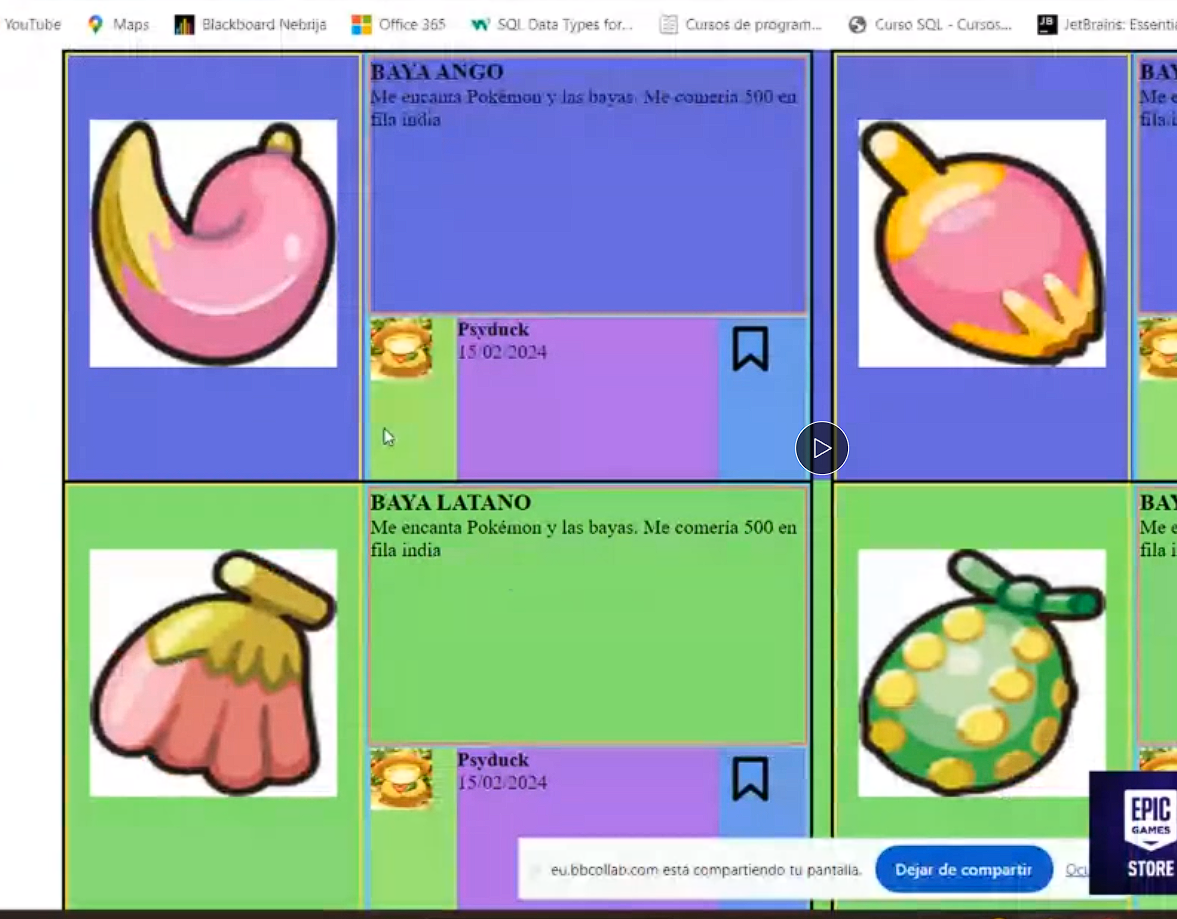 YouTube Maps Blackboard Nebrija Office 365 SQL Data Types for... Cursos de program... Curso SQL - Cursos... JetBrains: Essenti
BAYA ANGO
Me encanta Pokémon y las bayas. Me comería 500 en
fila india
Psyduck
15/02/2024
BAY
Me e
fila i
BAYA LATANO
Me encanta Pokémon y las bayas. Me comería 500 en
fila india
Psyduck
15/02/2024
BAY
Me e
fila i
eu.bbcollab.com está compartiendo tu pantalla.
Dejar de compartir
Ocu
EPIC
GAMES
STORE